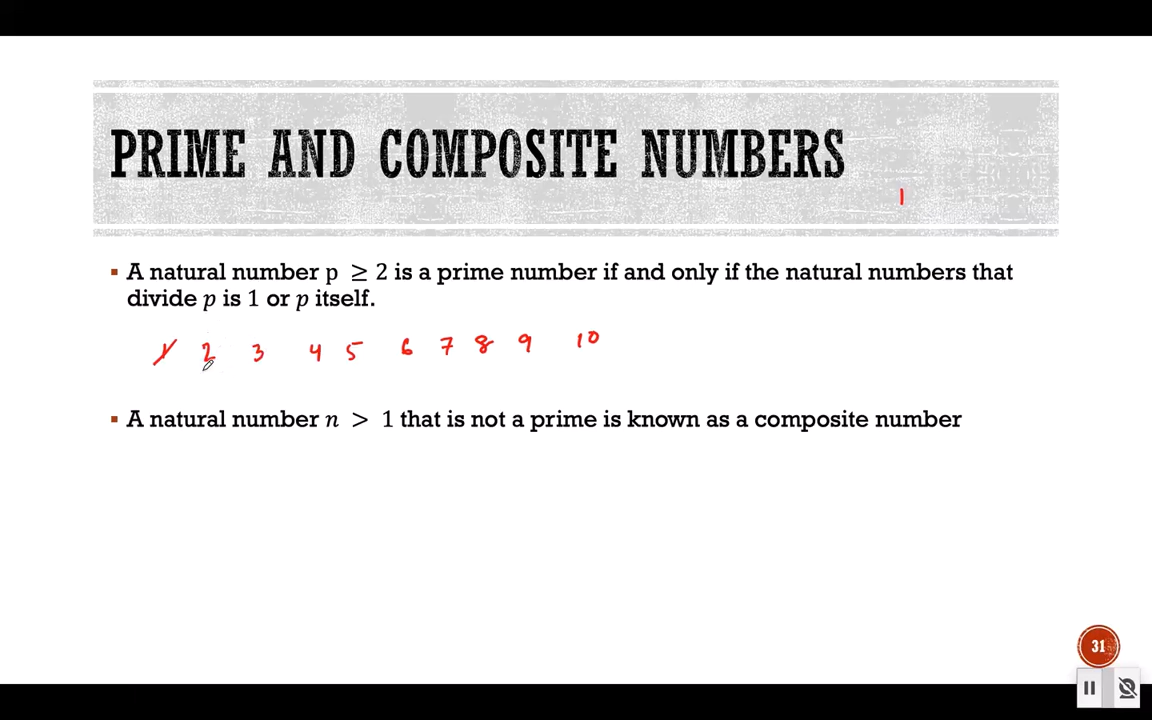 PRIME AND COMPOSITE NUMBERS
1
▪ A natural number p ≥ 2 is a prime number if and only if the natural numbers that
divide p is 1 or p itself.
1 2 3 4 5 6 7 8 9 10
▪ A natural number n > 1 that is not a prime is known as a composite number
31